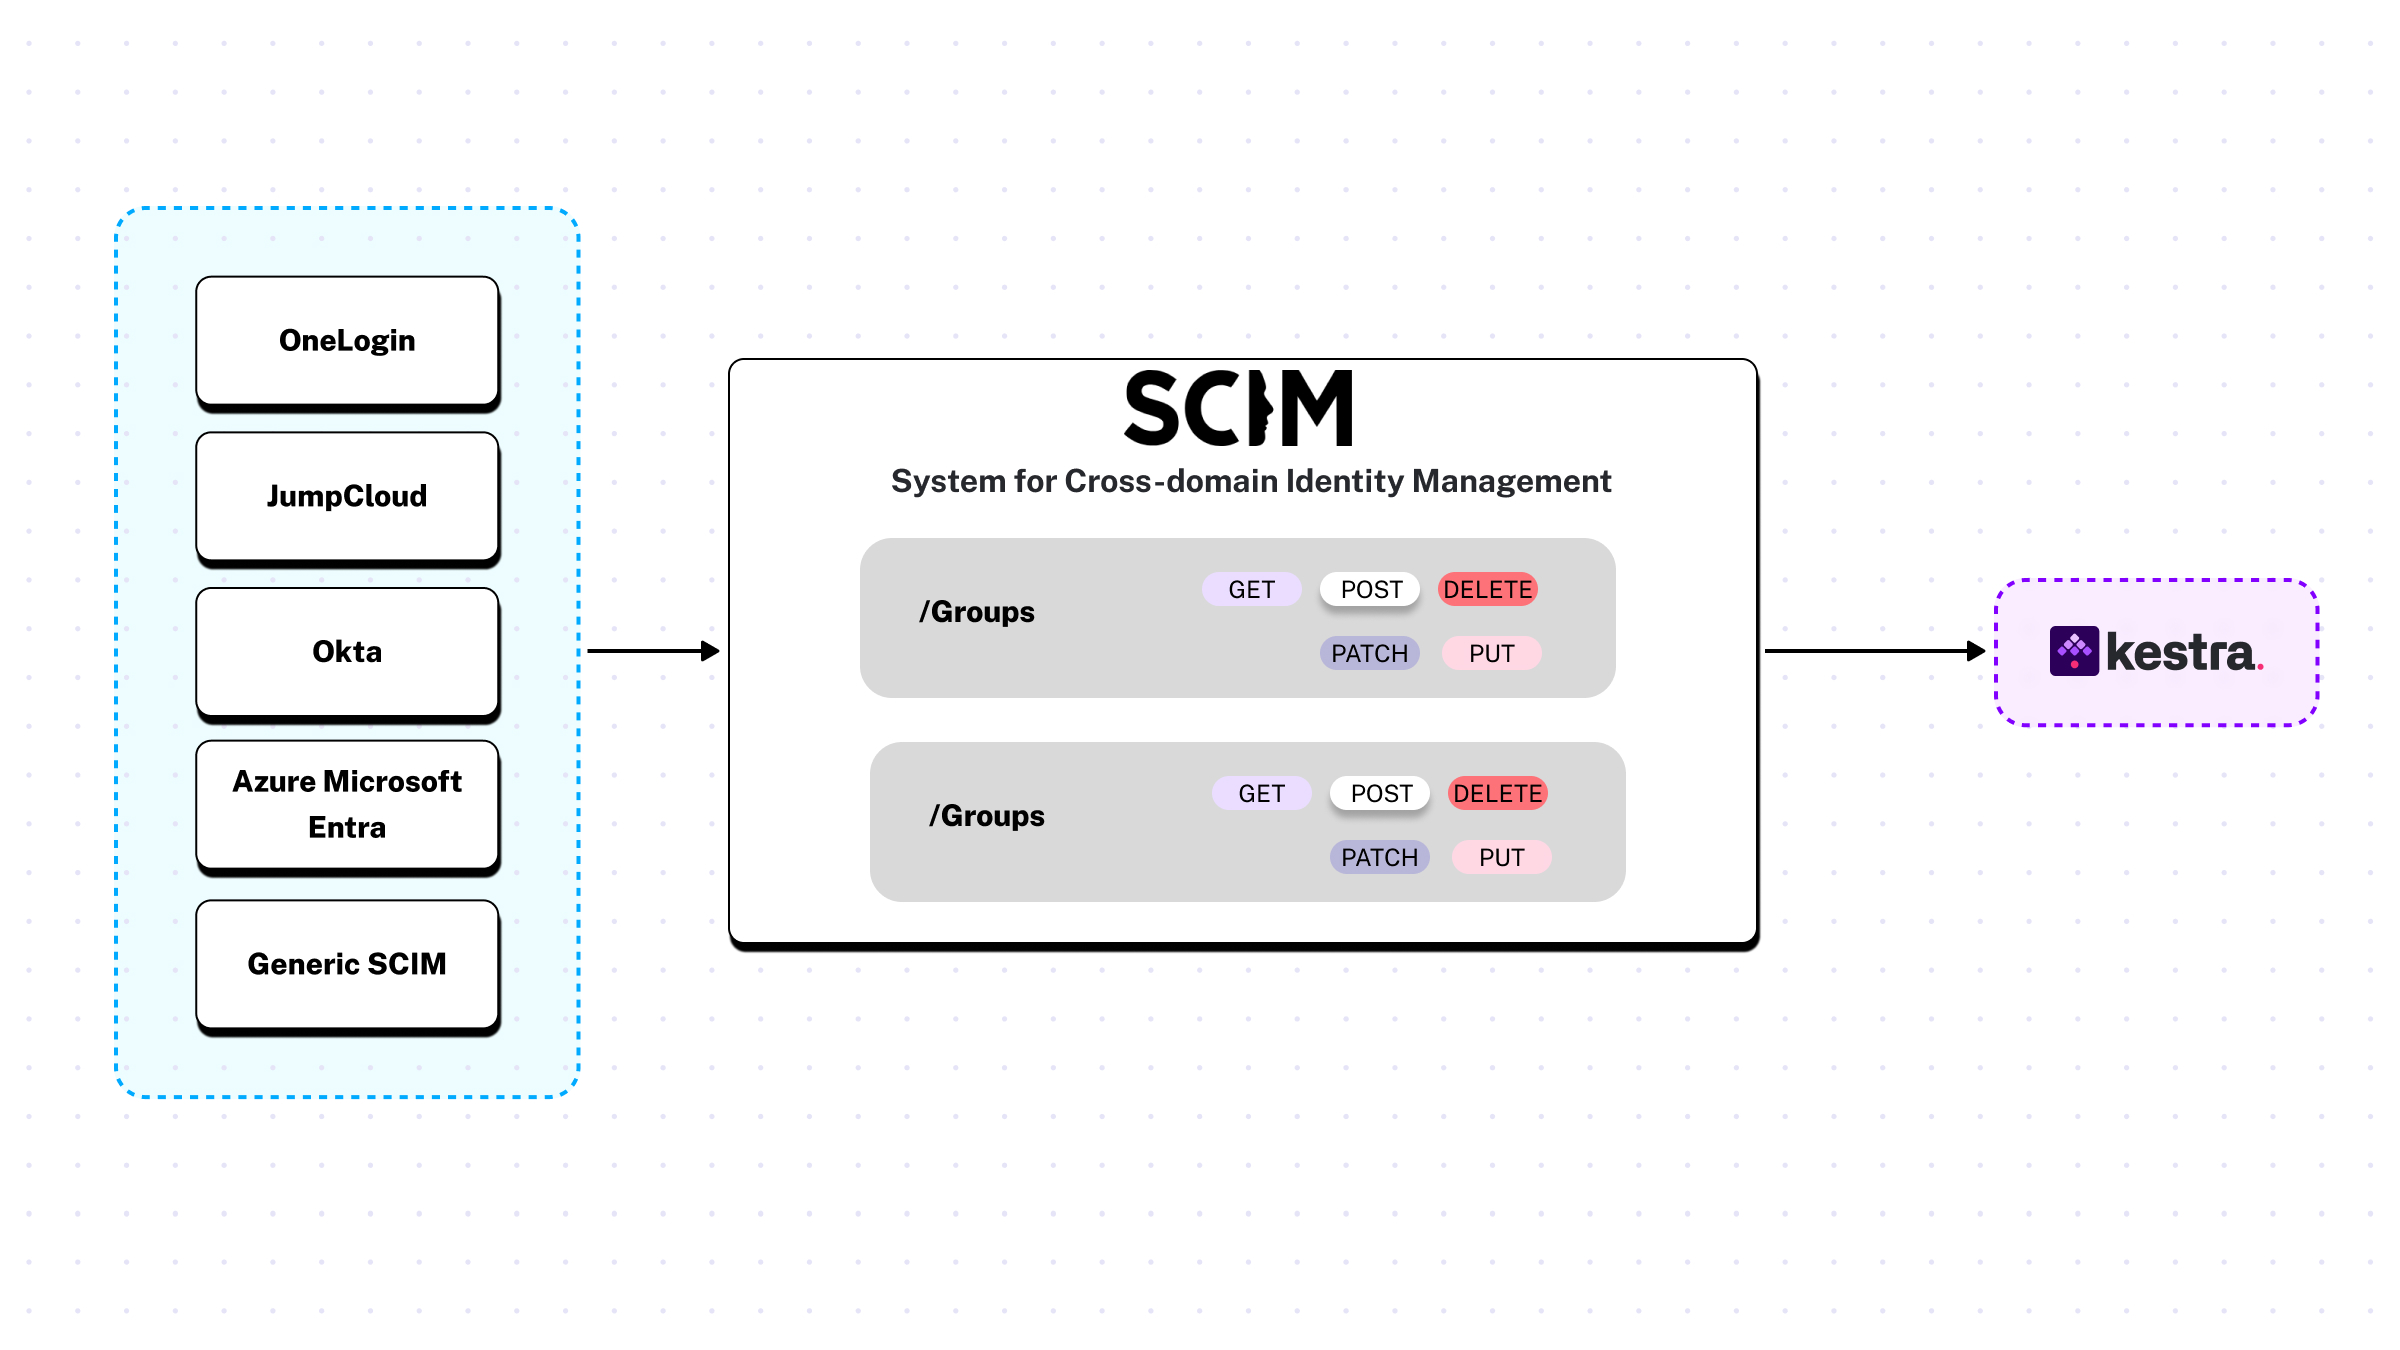 OneLogin
JumpCloud
Okta
Azure Microsoft
Entra
Generic SCIM
SCIM
System for Cross-domain Identity Management
/Groups
GET POST DELETE
PATCH PUT
/Groups
GET POST DELETE
PATCH PUT
kestra.